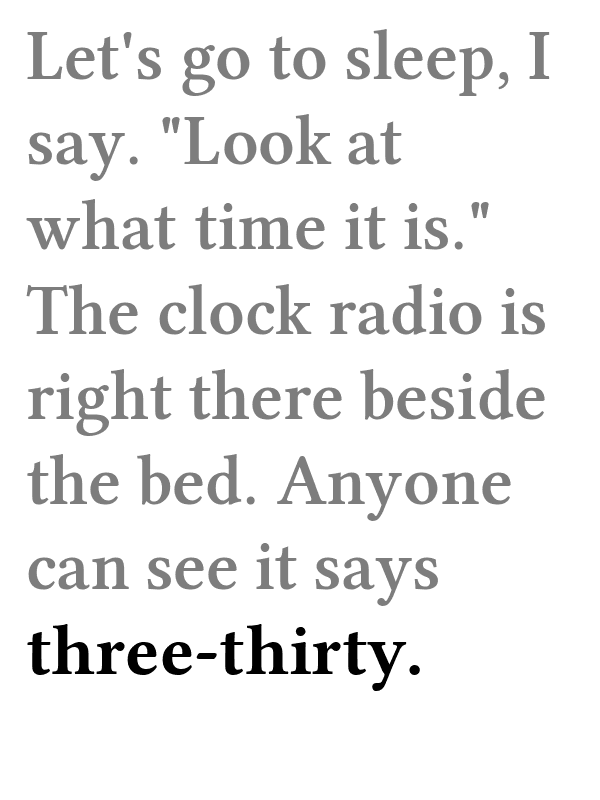 Let's go to sleep, I
say. "Look at
what time it is."
The clock radio is
right there beside
the bed. Anyone
can see it says
three-thirty.